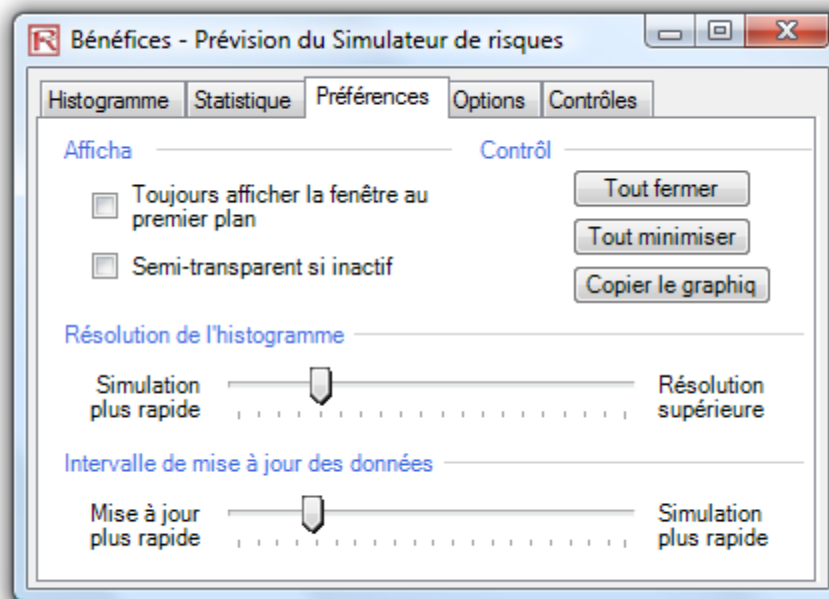 Bénéfices - Prévision du Simulateur de risques
Histogramme Statistique Préférences Options Contrôles
Afficha Contrôl
Toujours afficher la fenêtre au
premier plan
Semi-transparent si inactif
Tout fermer
Tout minimiser
Copier le graphiq
Résolution de l'histogramme
Simulation
plus rapide
Résolution
supérieure
Intervalle de mise à jour des données
Mise à jour
plus rapide
Simulation
plus rapide